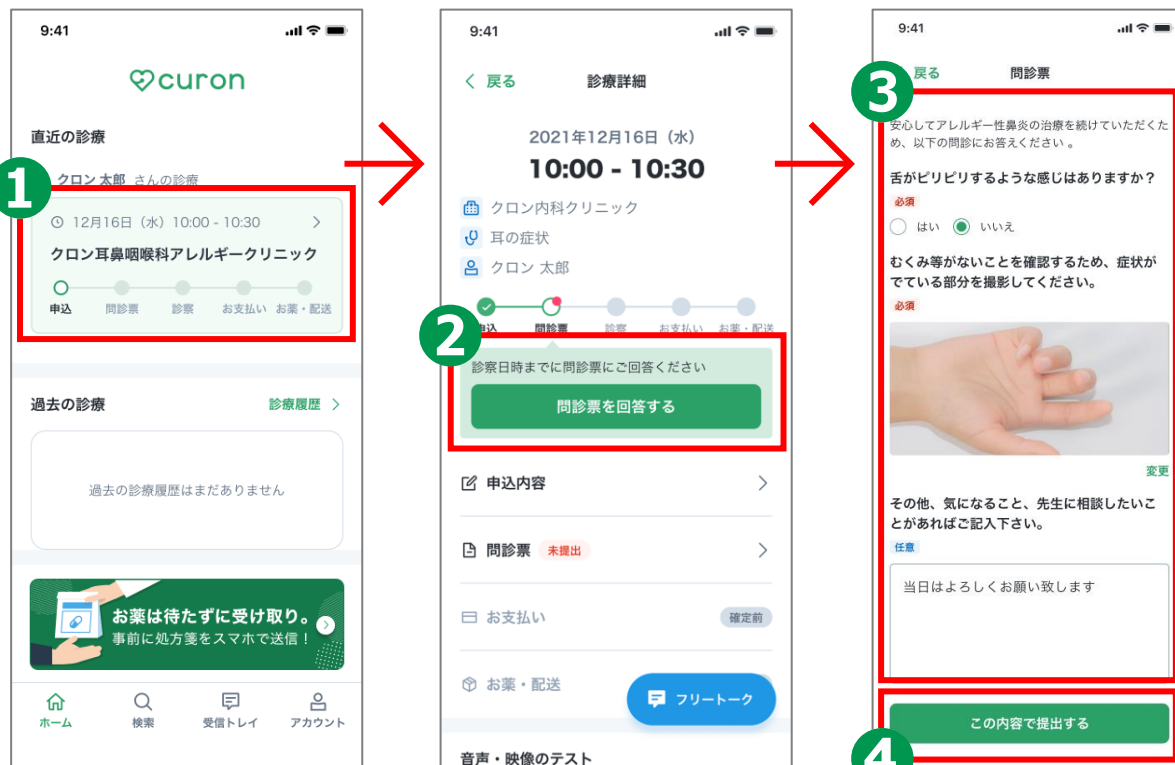 9:41
curon
直近の診療
1
クロン 太郎 さんの診療
12月16日（水）10:00 - 10:30
クロン耳鼻咽喉科アレルギークリニック
申込 問診票 診察 お支払い お薬・配送
過去の診療 診療履歴
過去の診療履歴はまだありません
お薬は待たずに受け取り。
事前に処方箋をスマホで送信！
ホーム 検索 受信トレイ アカウント
9:41
戻る 診療詳細
2021年12月16日（水）
10:00 - 10:30
クロン内科クリニック
耳の症状
クロン 太郎
申込 問診票 診察 お支払い お薬・配送
2
診察日時までに問診票にご回答ください
問診票を回答する
申込内容
問診票 未提出
お支払い 確定前
お薬・配送
フリートーク
音声・映像のテスト
9:41
戻る 問診票
3
安心してアレルギー性鼻炎の治療を続けていただくた
め、以下の問診にお答えください 。
舌がピリピリするような感じはありますか？
必須
はい いいえ
むくみ等がないことを確認するため、症状が
でている部分を撮影してください。
必須
変更
その他、気になること、先生に相談したいこ
とがあればご記入下さい。
任意
当日はよろしくお願い致します
この内容で提出する
4